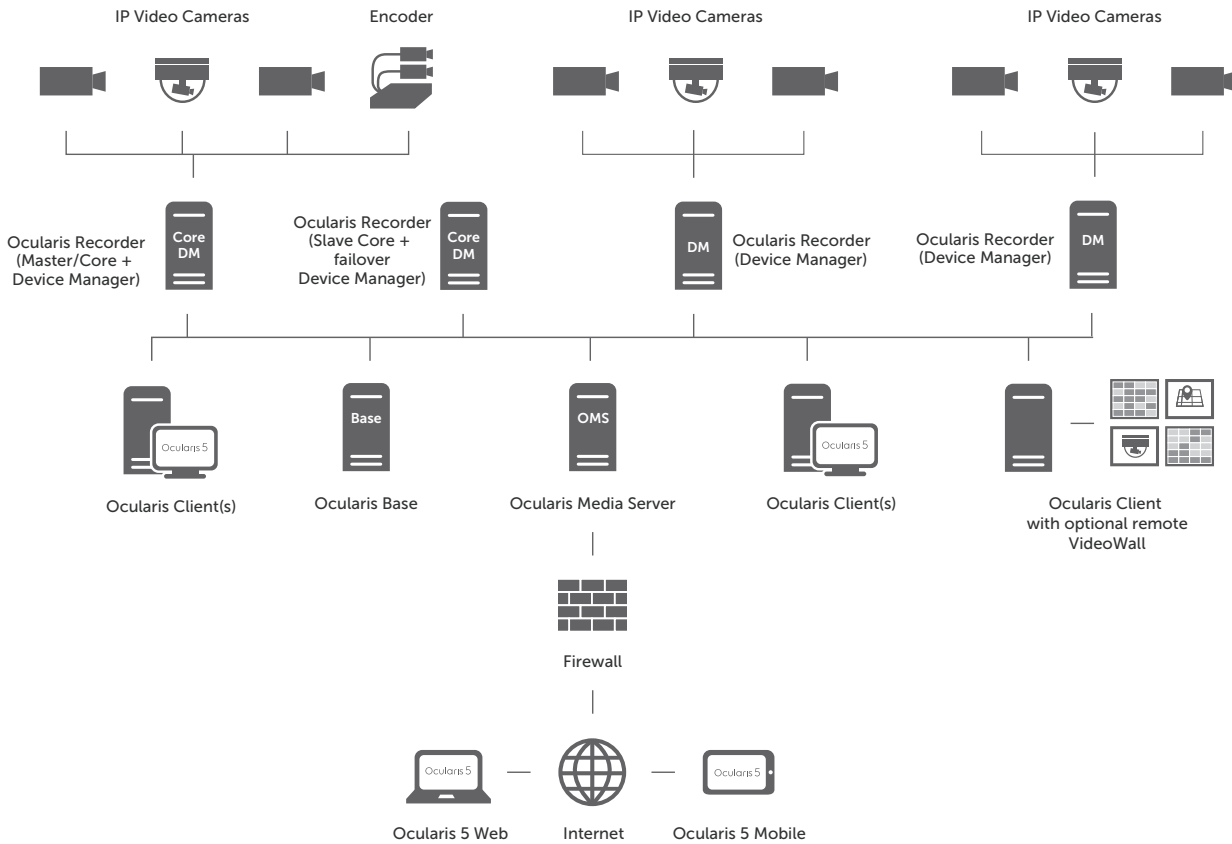 IP Video Cameras
Encoder
IP Video Cameras
IP Video Cameras
Ocularis Recorder
(Master/Core +
Device Manager)
Core
DM
Ocularis Recorder
(Slave Core +
failover
Device Manager)
Core
DM
DM
Ocularis Recorder
(Device Manager)
Ocularis Recorder
(Device Manager)
DM
Ocularis 5
Base
OMS
Ocularis 5
Ocularis Client(s)
Ocularis Base
Ocularis Media Server
Ocularis Client(s)
Ocularis Client
with optional remote
VideoWall
Firewall
Ocularis 5
Ocularis 5
Ocularis 5 Web
Internet
Ocularis 5 Mobile